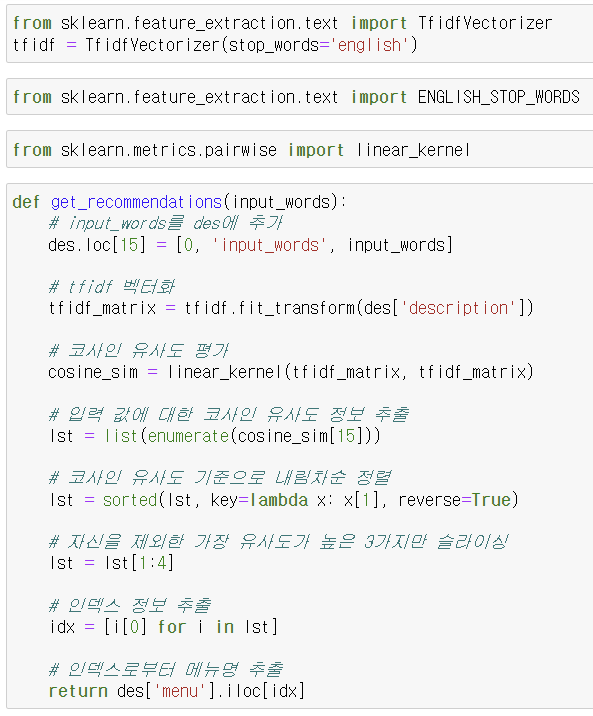 from sklearn.feature_extraction.text import TfidfVectorizer
tfidf = TfidfVectorizer(stop_words='english')
from sklearn.feature_extraction.text import ENGLISH_STOP_WORDS
from sklearn.metrics.pairwise import linear_kernel
def get_recommendations(input_words):
    # input_words를 des에 추가
    des.loc[15] = [0, 'input_words', input_words]
    # tfidf 벡터화
    tfidf_matrix = tfidf.fit_transform(des['description'])
    # 코사인 유사도 평가
    cosine_sim = linear_kernel(tfidf_matrix, tfidf_matrix)
    # 입력 값에 대한 코사인 유사도 정보 추출
    lst = list(enumerate(cosine_sim[15]))
    # 코사인 유사도 기준으로 내림차순 정렬
    lst = sorted(lst, key=lambda x: x[1], reverse=True)
    # 자신을 제외한 가장 유사도가 높은 3가지만 슬라이싱
    lst = lst[1:4]
    # 인덱스 정보 추출
    idx = [i[0] for i in lst]
    # 인덱스로부터 메뉴명 추출
    return des['menu'].iloc[idx]